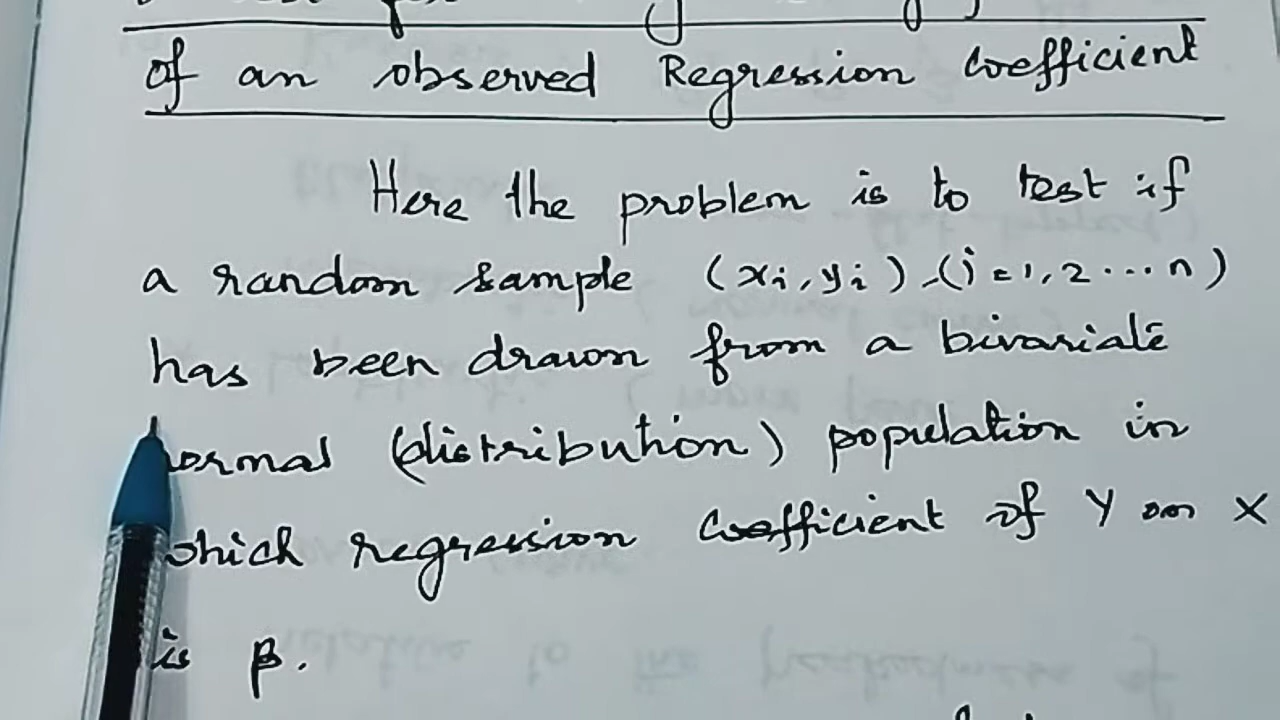 of an observed Regression Coefficient
Here the problem is to test if
a random sample (xi, yi) (i = 1, 2 ... n)
has been drawn from a bivariate
normal (distribution) population in
which regression coefficient of Y on X
is β.